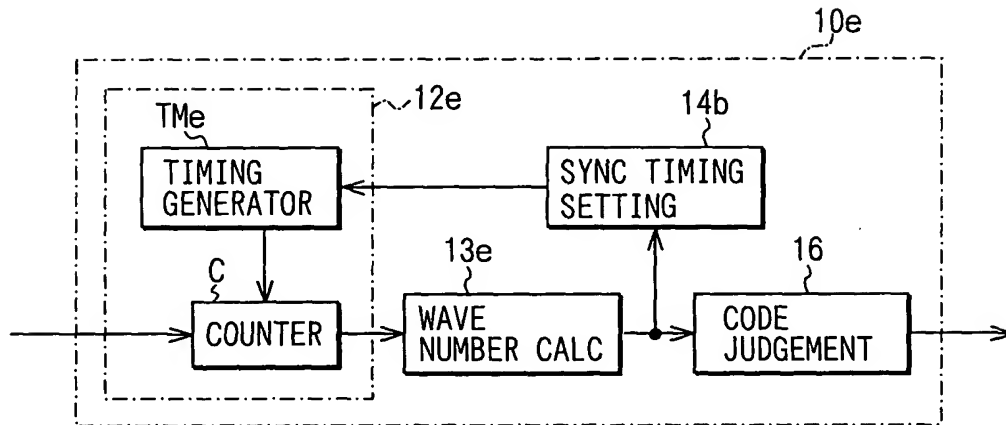 10e
12e
TMe
14b
TIMING
GENERATOR
SYNC TIMING
SETTING
C
13e
16
COUNTER
WAVE
NUMBER CALC
CODE
JUDGEMENT